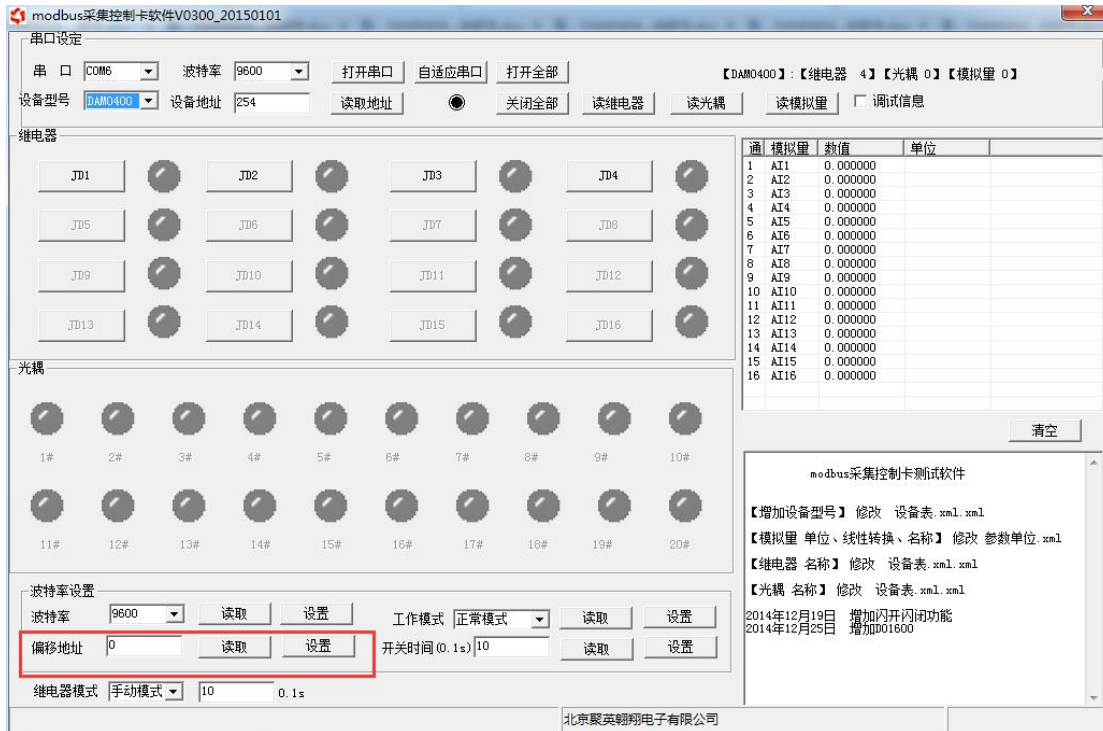 modbus采集控制卡软件V0300_20150101
串口设定
串 口 COM6 波特率 9600 打开串口 自适应串口 打开全部 【DAM0400】:【继电器 4】【光耦 0】【模拟量 0】
设备型号 DAM0400 设备地址 254 读取地址 关闭全部 读继电器 读光耦 读模拟量 调试信息
继电器
JD1 JD2 JD3 JD4
JD5 JD6 JD7 JD8
JD9 JD10 JD11 JD12
JD13 JD14 JD15 JD16
通 模拟量 数值 单位
1 AI1 0.000000
2 AI2 0.000000
3 AI3 0.000000
4 AI4 0.000000
5 AI5 0.000000
6 AI6 0.000000
7 AI7 0.000000
8 AI8 0.000000
9 AI9 0.000000
10 AI10 0.000000
11 AI11 0.000000
12 AI12 0.000000
13 AI13 0.000000
14 AI14 0.000000
15 AI15 0.000000
16 AI16 0.000000
清空
光耦
1# 2# 3# 4# 5# 6# 7# 8# 9# 10#
11# 12# 13# 14# 15# 16# 17# 18# 19# 20#
modbus采集控制卡测试软件
【增加设备型号】 修改 设备表.xml.xml
【模拟量 单位、线性转换、名称】 修改 参数单位.xml
【继电器 名称】 修改 设备表.xml.xml
【光耦 名称】 修改 设备表.xml.xml
2014年12月19日 增加闪开闪闭功能
2014年12月25日 增加DO1600
波特率设置
波特率 9600 读取 设置 工作模式 正常模式 读取 设置
偏移地址 0 读取 设置 开关时间(0.1s) 10 读取 设置
继电器模式 手动模式 10 0.1s
北京聚英翱翔电子有限公司